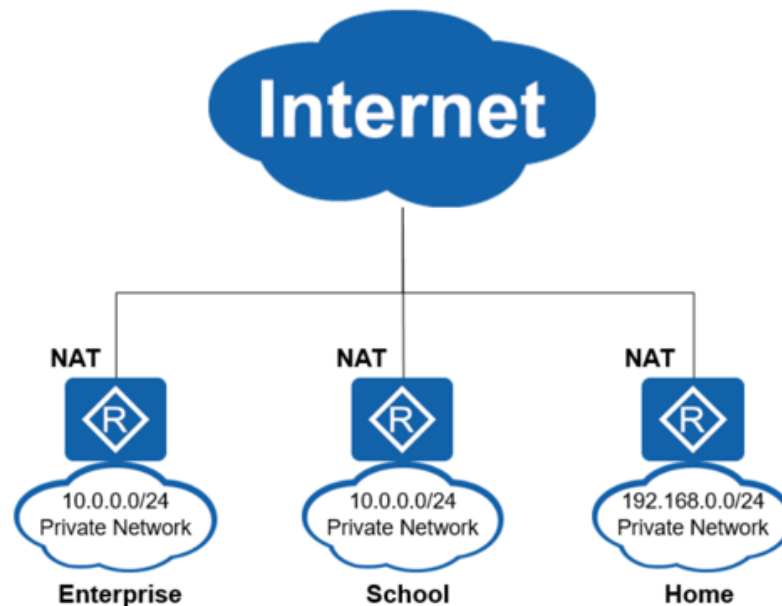 Internet
NAT
NAT
NAT
R
R
R
10.0.0.0/24
Private Network
10.0.0.0/24
Private Network
192.168.0.0/24
Private Network
Enterprise
School
Home